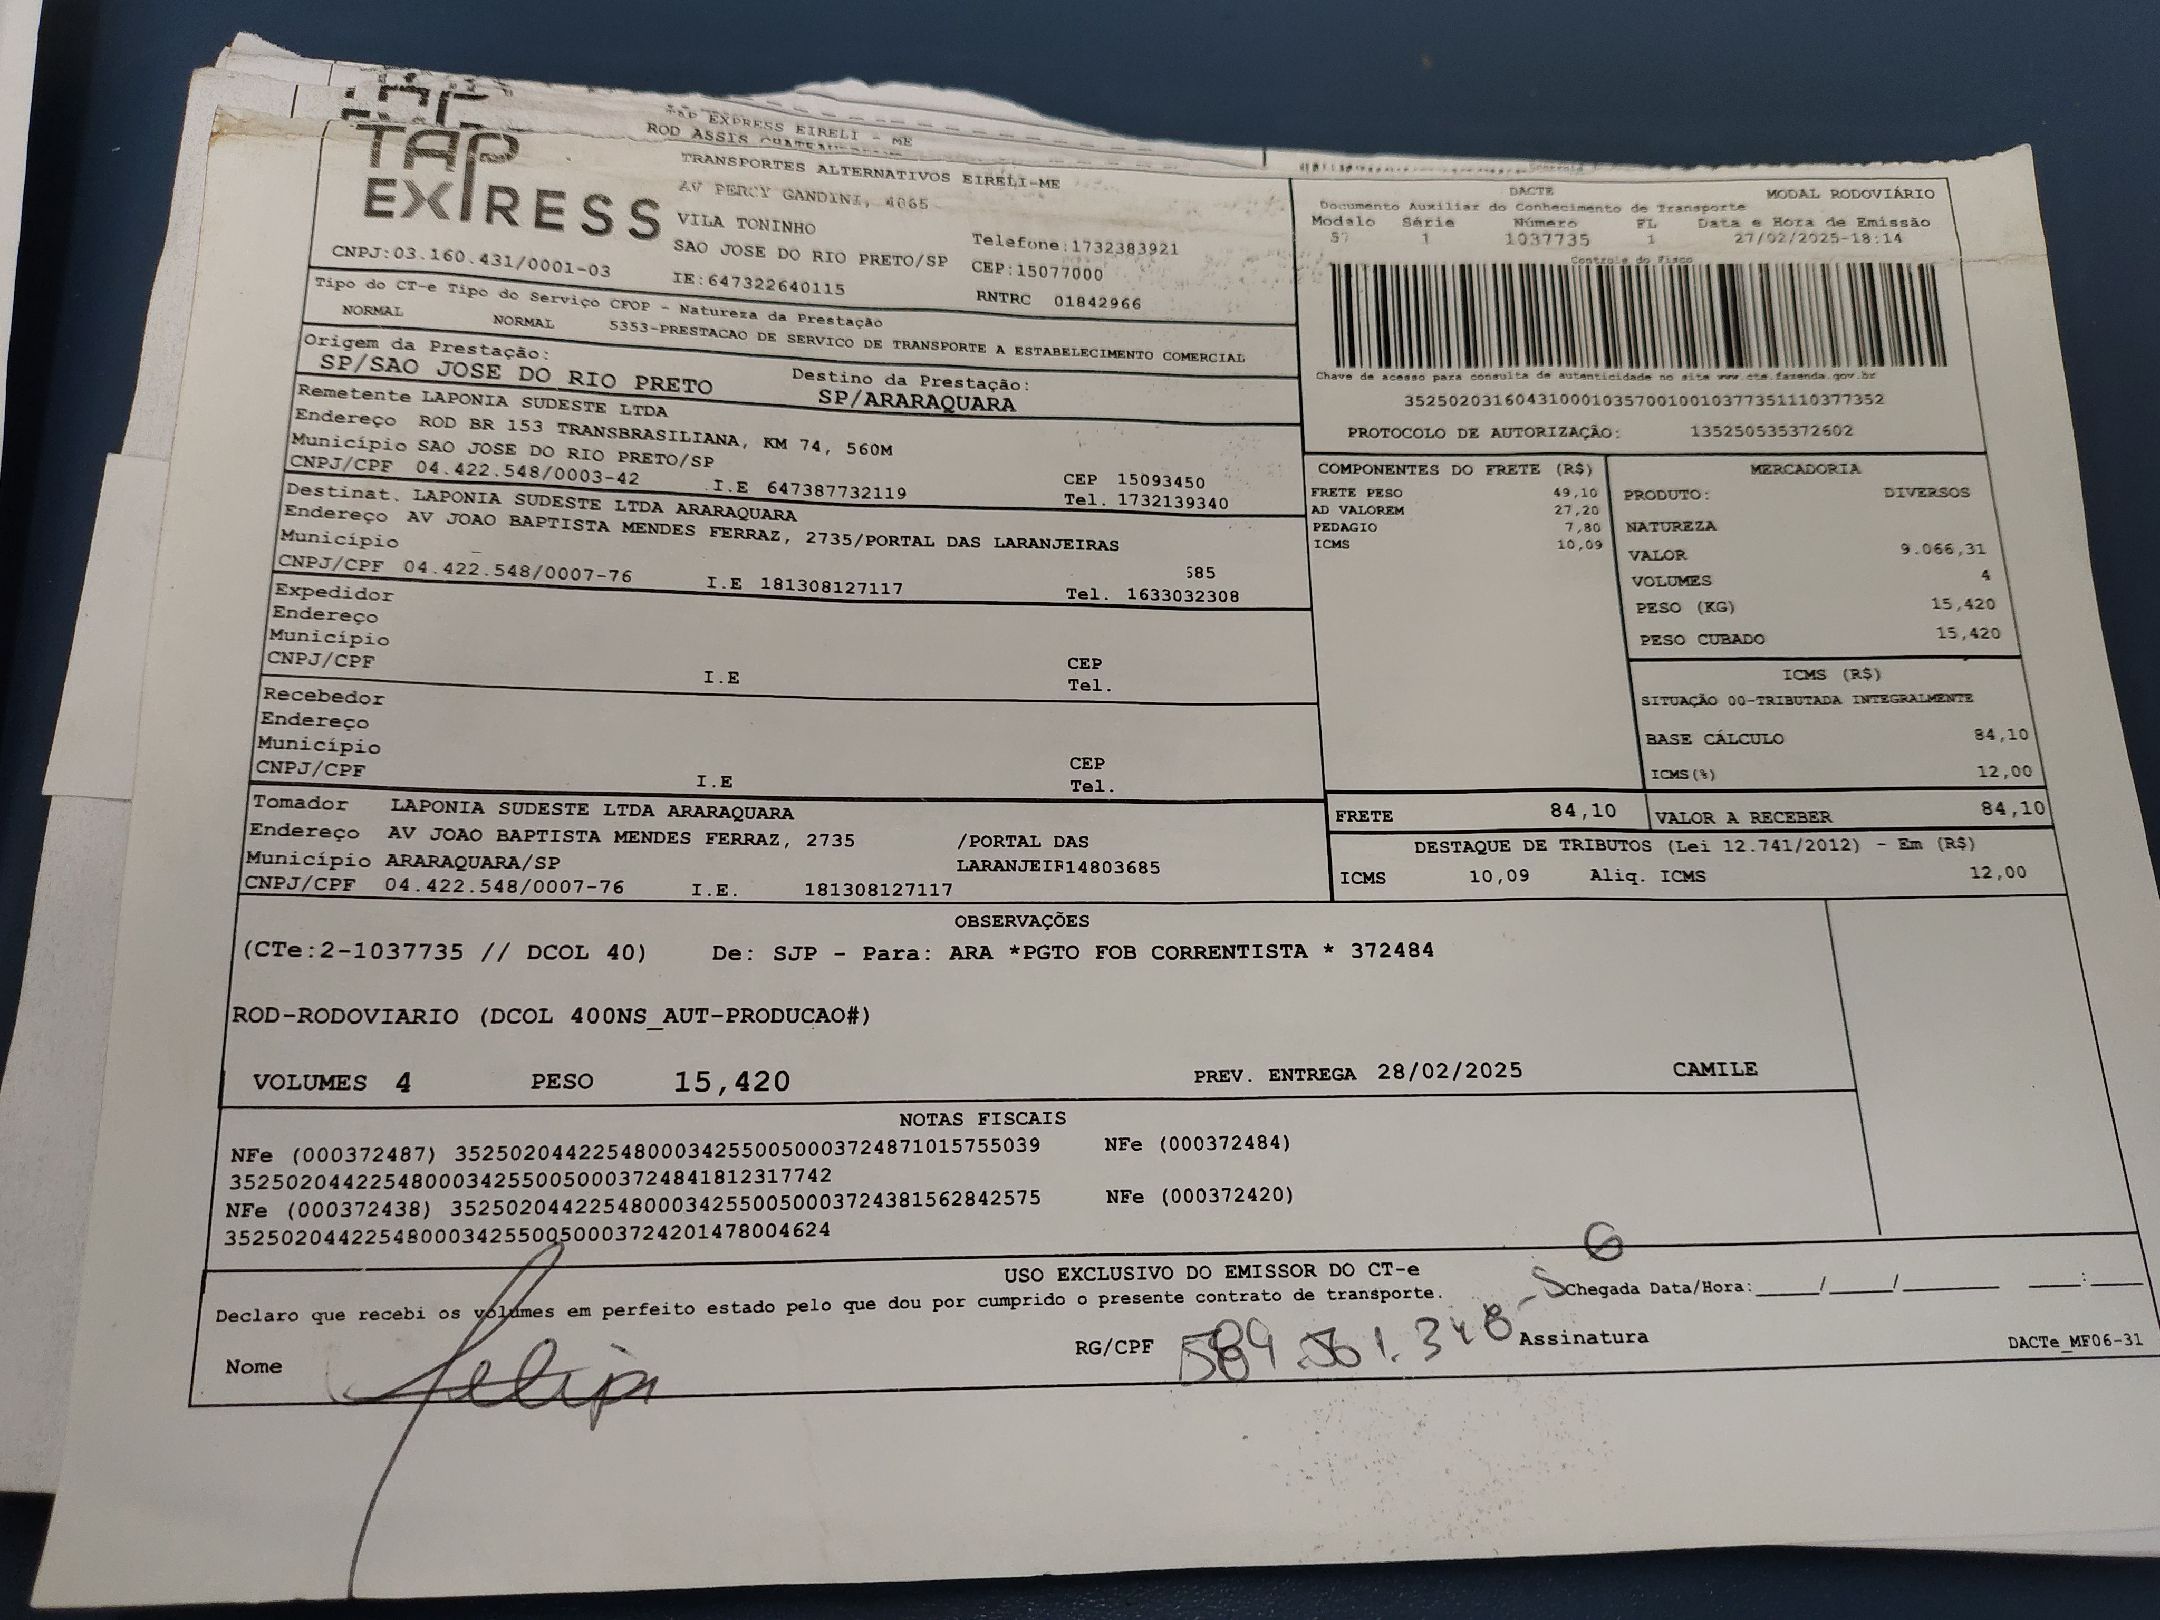 TAP EXPRESS EIRELI - ME
ROD ASSIS
TAP
EXPRESS
TRANSPORTES ALTERNATIVOS EIRELI-ME
AV PERCY GANDINI, 4065
VILA TONINHO
SAO JOSE DO RIO PRETO/SP
Telefone:1732383921
CEP:15077000
CNPJ:03.160.431/0001-03
IE:647322640115
RNTRC 01842966
DACTE MODAL RODOVIÁRIO
Documento Auxiliar do Conhecimento de Transporte
Modalo Série Número FL Data e Hora de Emissão
57 1 1037735 1 27/02/2025-18:14
Controle do Fisco
Chave de acesso para consulta de autenticidade no site www.cte.fazenda.gov.br
35250203160431000103570010010377351110377352
PROTOCOLO DE AUTORIZAÇÃO: 135250535372602
Tipo do CT-e Tipo do Serviço CFOP - Natureza da Prestação
NORMAL NORMAL 5353-PRESTACAO DE SERVICO DE TRANSPORTE A ESTABELECIMENTO COMERCIAL
Origem da Prestação: Destino da Prestação:
SP/SAO JOSE DO RIO PRETO SP/ARARAQUARA
Remetente LAPONIA SUDESTE LTDA
Endereço ROD BR 153 TRANSBRASILIANA, KM 74, 560M
Município SAO JOSE DO RIO PRETO/SP CEP 15093450
CNPJ/CPF 04.422.548/0003-42 .I.E 647387732119 Tel. 1732139340
Destinat. LAPONIA SUDESTE LTDA ARARAQUARA
Endereço AV JOAO BAPTISTA MENDES FERRAZ, 2735/PORTAL DAS LARANJEIRAS
Município 585
CNPJ/CPF 04.422.548/0007-76 I.E 181308127117 Tel. 1633032308
Expedidor
Endereço
Município CEP
CNPJ/CPF I.E Tel.
Recebedor
Endereço
Município CEP
CNPJ/CPF I.E Tel.
Tomador LAPONIA SUDESTE LTDA ARARAQUARA
Endereço AV JOAO BAPTISTA MENDES FERRAZ, 2735 /PORTAL DAS
Município ARARAQUARA/SP LARANJEIR14803685
CNPJ/CPF 04.422.548/0007-76 I.E. 181308127117
COMPONENTES DO FRETE (R$)
FRETE PESO 49,10
AD VALOREM 27,20
PEDAGIO 7,80
ICMS 10,09
MERCADORIA
PRODUTO: DIVERSOS
NATUREZA
VALOR 9.066,31
VOLUMES 4
PESO (KG) 15,420
PESO CUBADO 15,420
ICMS (R$)
SITUAÇÃO 00-TRIBUTADA INTEGRALMENTE
BASE CÁLCULO 84,10
ICMS(%) 12,00
FRETE 84,10 VALOR A RECEBER 84,10
DESTAQUE DE TRIBUTOS (Lei 12.741/2012) - Em (R$)
ICMS 10,09 Aliq. ICMS 12,00
OBSERVAÇÕES
(CTe:2-1037735 // DCOL 40) De: SJP - Para: ARA *PGTO FOB CORRENTISTA * 372484
ROD-RODOVIARIO (DCOL 400NS_AUT-PRODUCAO#)
VOLUMES 4 PESO 15,420 PREV. ENTREGA 28/02/2025 CAMILE
NOTAS FISCAIS
NFe (000372487) 35250204422548000342550050003724871015755039 NFe (000372484)
35250204422548000342550050003724841812317742
NFe (000372438) 35250204422548000342550050003724381562842575 NFe (000372420)
35250204422548000342550050003724201478004624
USO EXCLUSIVO DO EMISSOR DO CT-e
Declaro que recebi os volumes em perfeito estado pelo que dou por cumprido o presente contrato de transporte. Chegada Data/Hora:_____/_____/________ ____:____
Nome Felipe RG/CPF 589.561.348-56 Assinatura DACTe_MF06-31